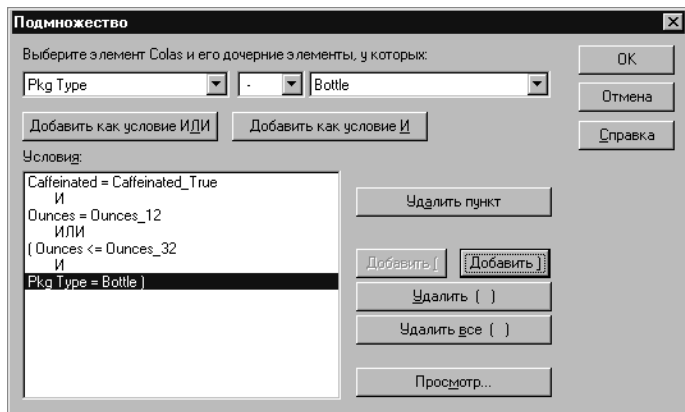 Подмножество
Выберите элемент Colas и его дочерние элементы, у которых:
Pkg Type - Bottle
OK
Отмена
Справка
Добавить как условие ИЛИ Добавить как условие И
Условия:
Caffeinated = Caffeinated_True
И
Ounces = Ounces_12
ИЛИ
( Ounces <= Ounces_32
И
Pkg Type = Bottle )
Удалить пункт
Добавить ( Добавить )
Удалить ( )
Удалить все ( )
Просмотр...